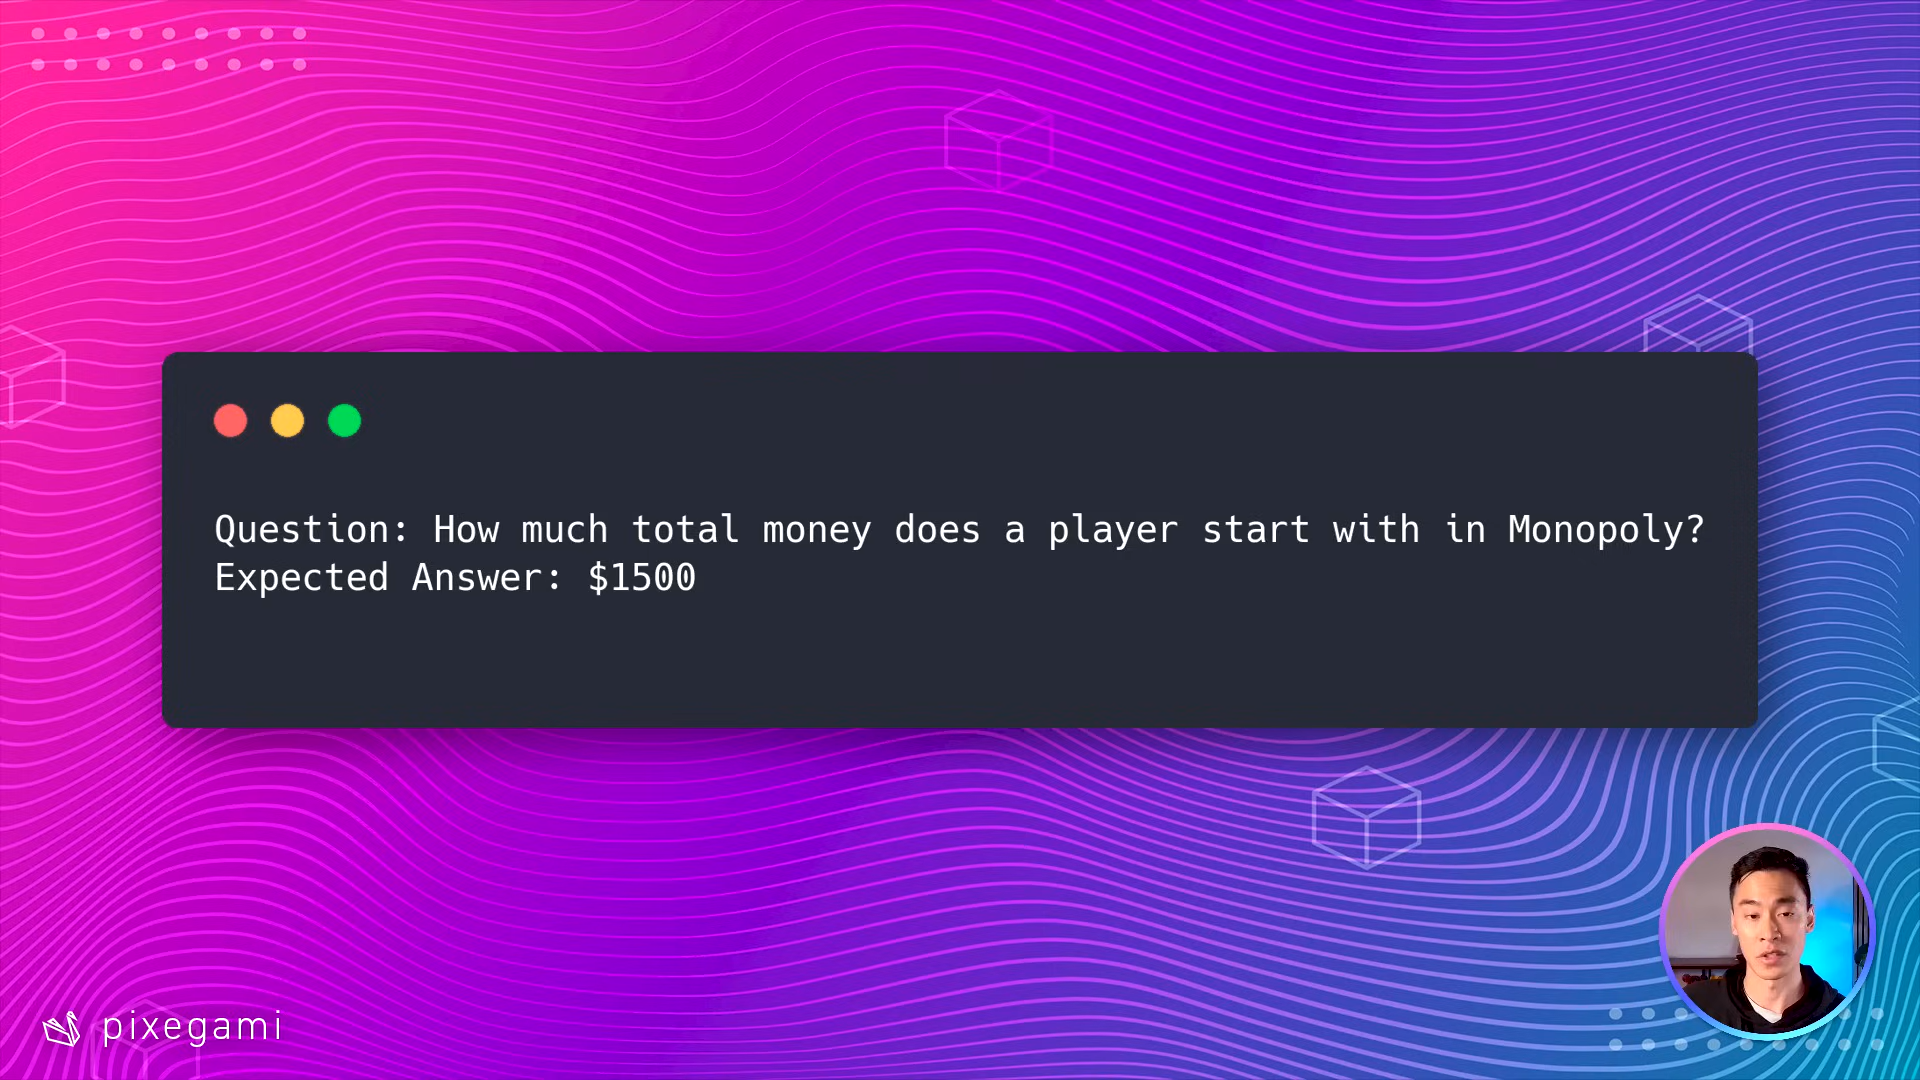 Question: How much total money does a player start with in Monopoly?
Expected Answer: $1500
pixegami